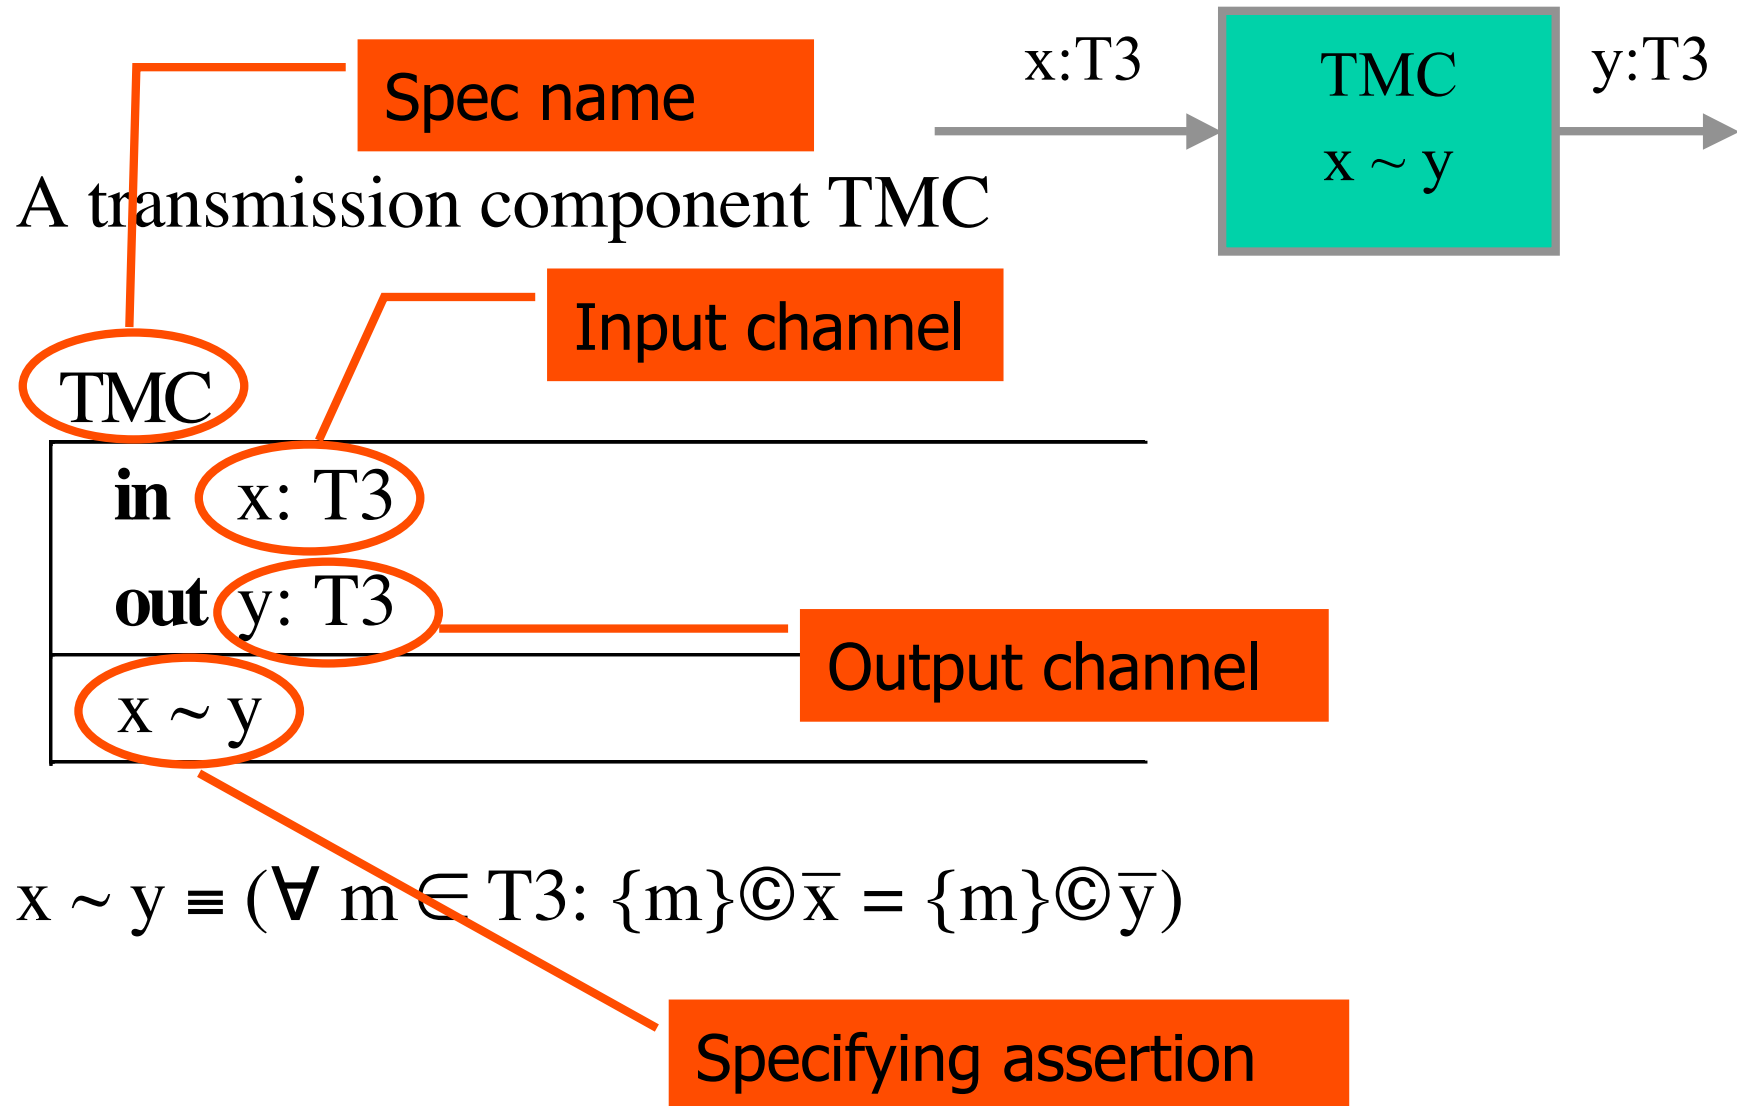 Spec name
x:T3
TMC
x ~ y
y:T3
A transmission component TMC
Input channel
TMC
in x: T3
out y: T3
Output channel
x ~ y
x ~ y ≡ (∀ m ∈ T3: {m}©x̅ = {m}©y̅)
Specifying assertion